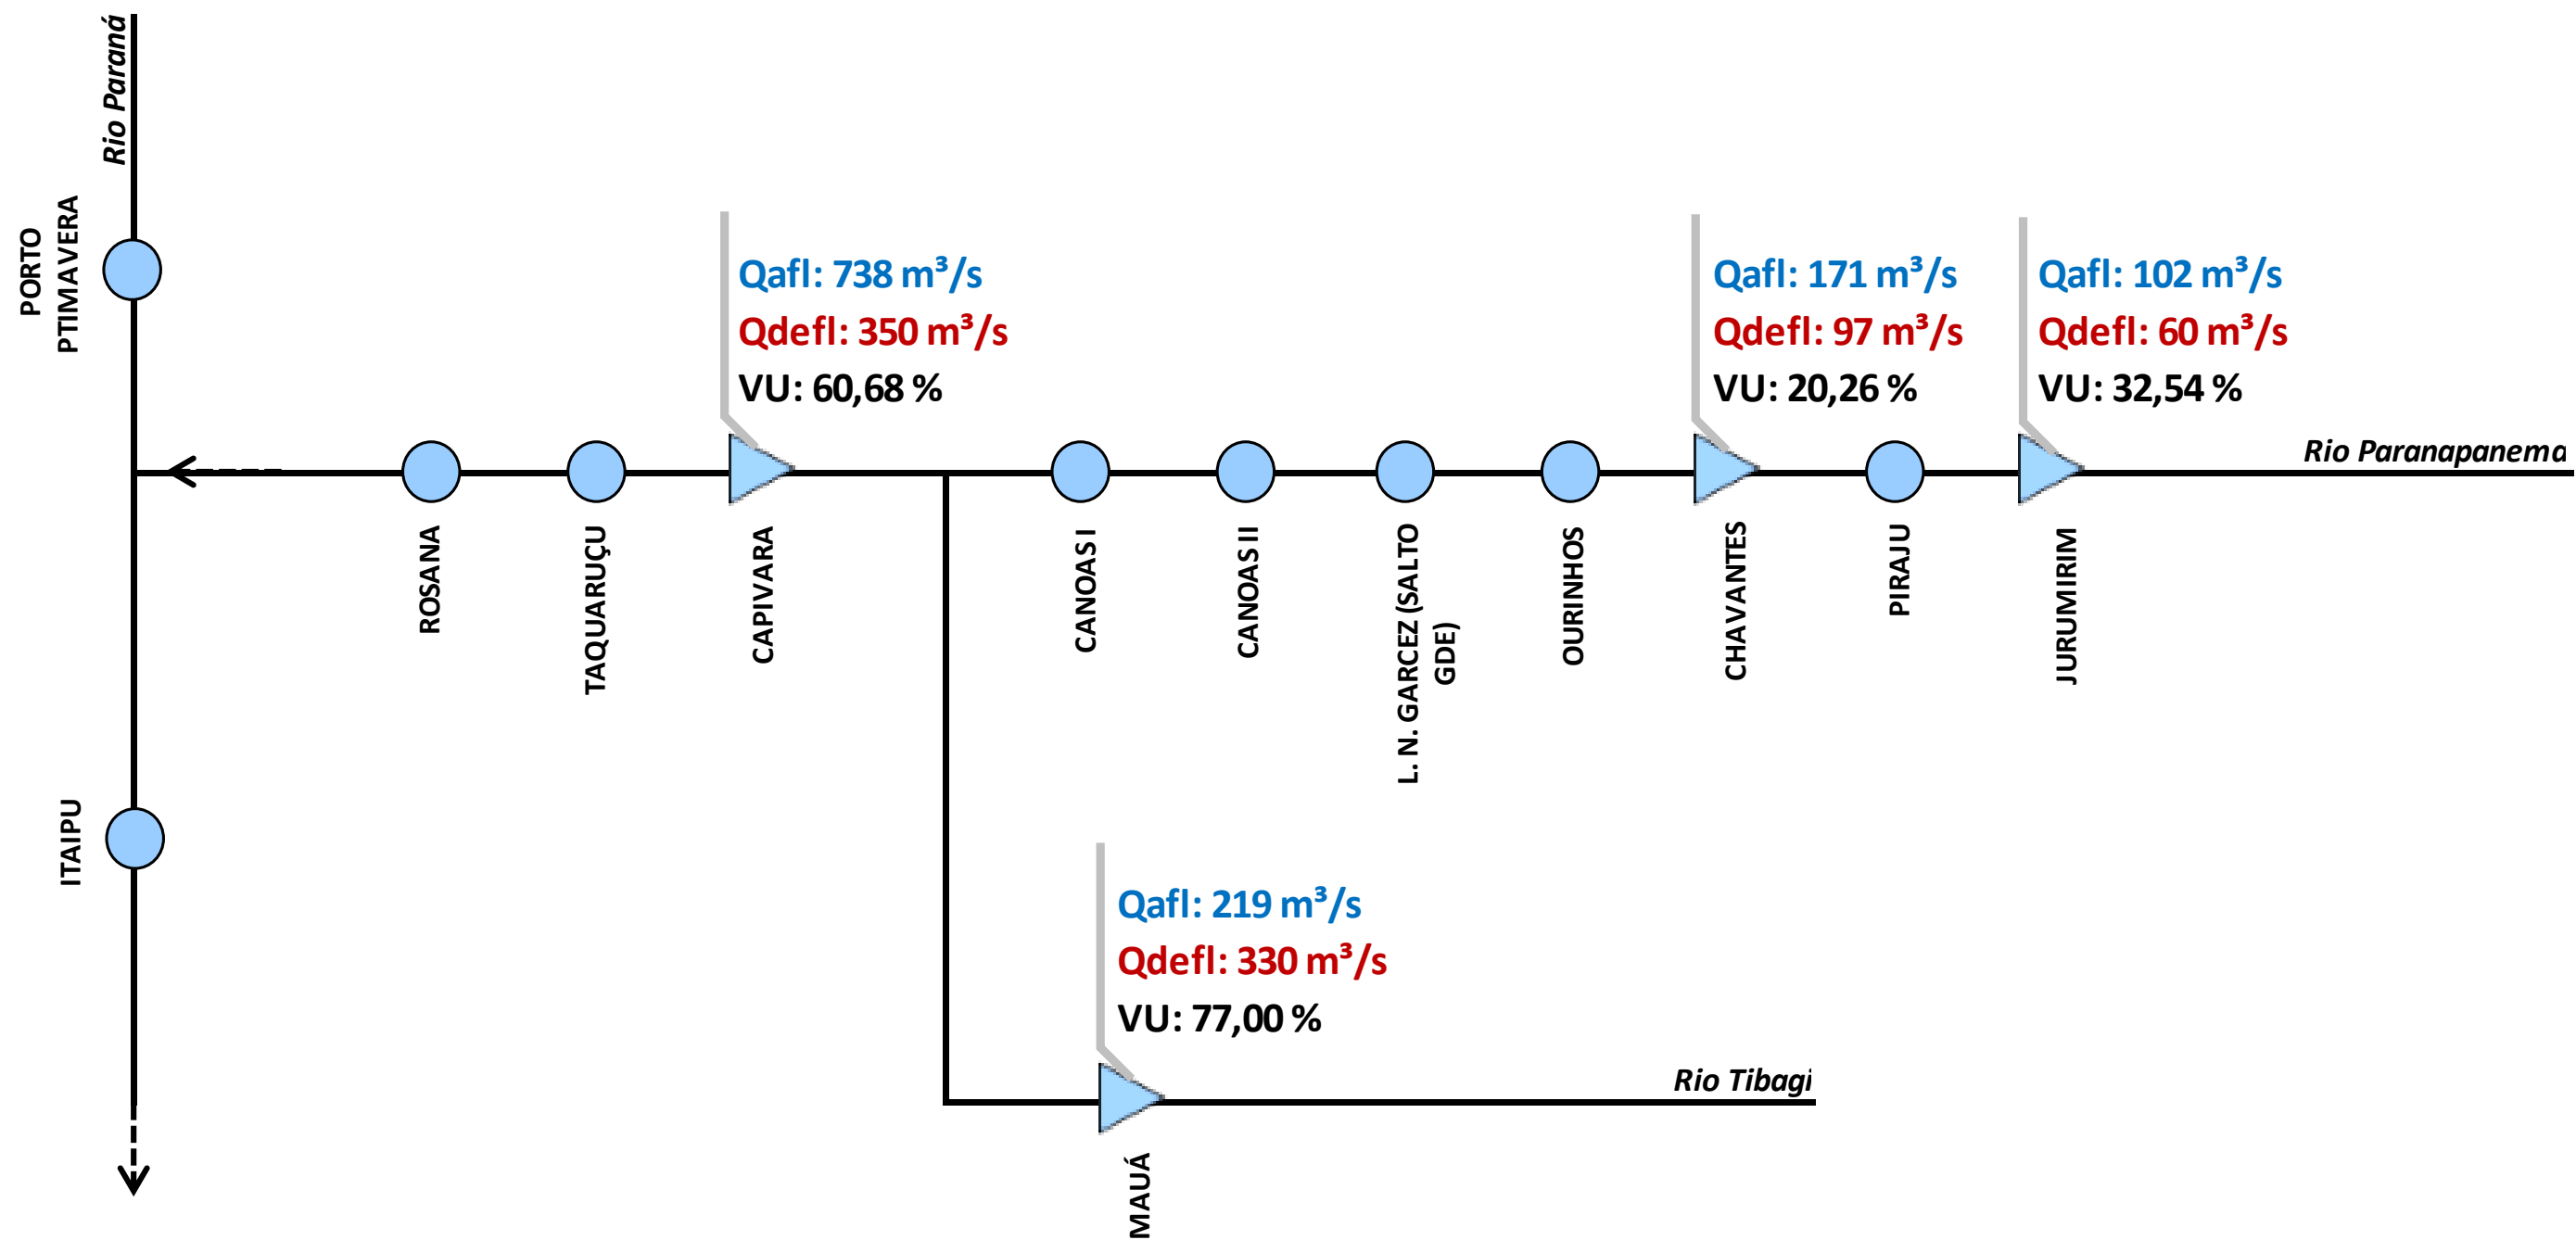 Rio Paraná
PORTO
PTIMAVERA
Qafl: 738 m³/s
Qdefl: 350 m³/s
VU: 60,68 %
Qafl: 171 m³/s
Qdefl: 97 m³/s
VU: 20,26 %
Qafl: 102 m³/s
Qdefl: 60 m³/s
VU: 32,54 %
Rio Paranapanema
ROSANA
TAQUARUÇU
CAPIVARA
CANOAS I
CANOAS II
L. N. GARCEZ (SALTO
GDE)
OURINHOS
CHAVANTES
PIRAJU
JURUMIRIM
ITAIPU
Qafl: 219 m³/s
Qdefl: 330 m³/s
VU: 77,00 %
Rio Tibagi
MAUÁ